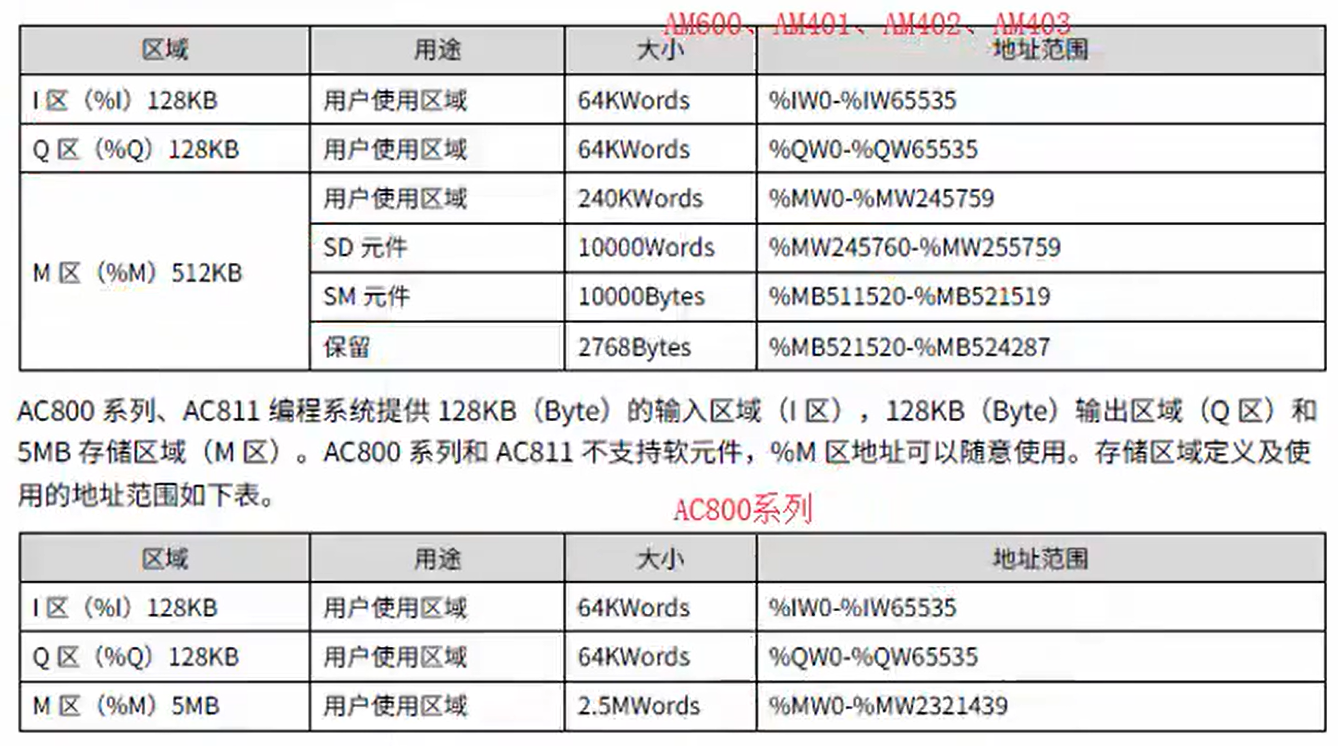 AM600、AM401、AM402、AM403
区域 用途 大小 地址范围
I 区（%I）128KB 用户使用区域 64KWords %IW0-%IW65535
Q 区（%Q）128KB 用户使用区域 64KWords %QW0-%QW65535
M 区（%M）512KB 用户使用区域 240KWords %MW0-%MW245759
SD 元件 10000Words %MW245760-%MW255759
SM 元件 10000Bytes %MB511520-%MB521519
保留 2768Bytes %MB521520-%MB524287
AC800 系列、AC811 编程系统提供 128KB（Byte）的输入区域（I 区），128KB（Byte）输出区域（Q 区）和
5MB 存储区域（M 区）。AC800 系列和 AC811 不支持软元件，%M 区地址可以随意使用。存储区域定义及使
用的地址范围如下表。
AC800系列
区域 用途 大小 地址范围
I 区（%I）128KB 用户使用区域 64KWords %IW0-%IW65535
Q 区（%Q）128KB 用户使用区域 64KWords %QW0-%QW65535
M 区（%M）5MB 用户使用区域 2.5MWords %MW0-%MW2321439